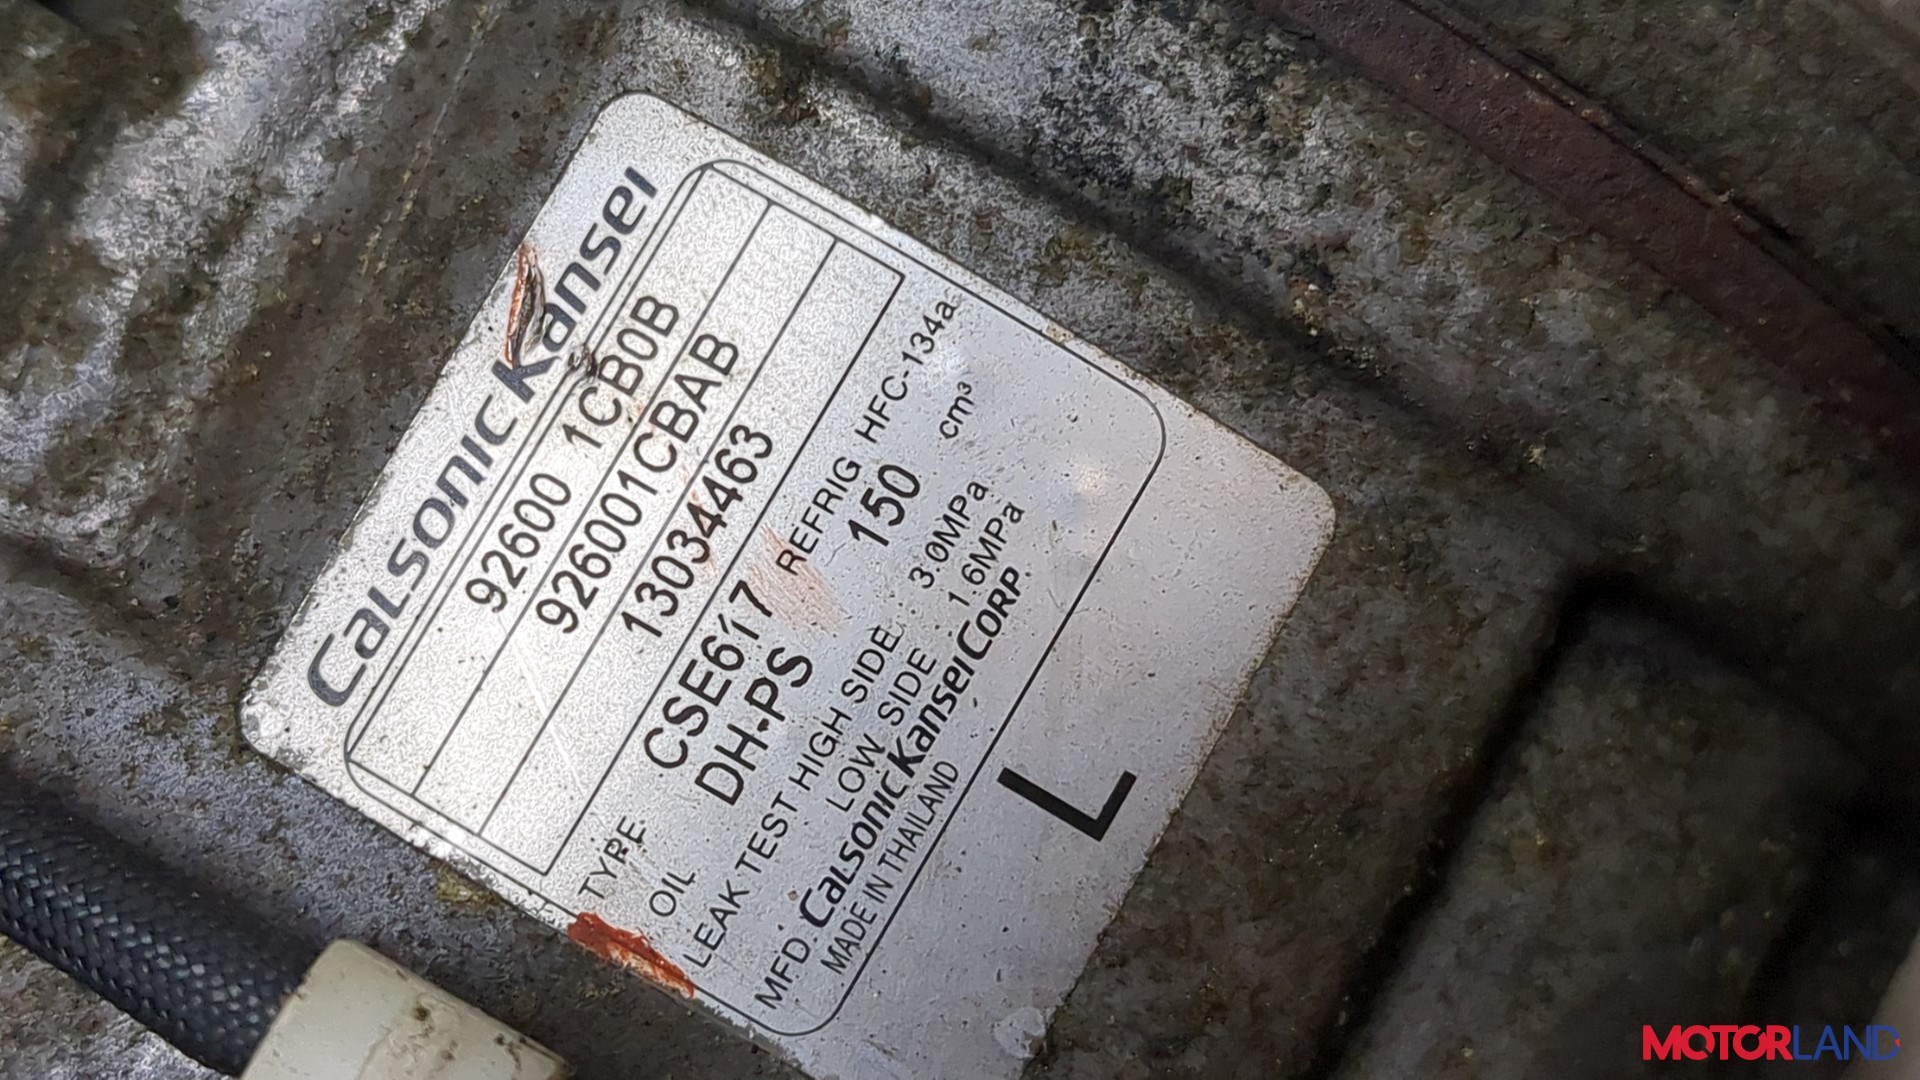 CalsonicKansei
92600 1CB0B
926001CBAB
13034463
TYPE CSE617 REFRIG HFC-134a
OIL DH-PS 150 cm³
LEAK TEST HIGH SIDE : 3.0MPa
LOW SIDE : 1.6MPa
MFD. CalsonicKansei CORP.
MADE IN THAILAND
L
MOTORLAND